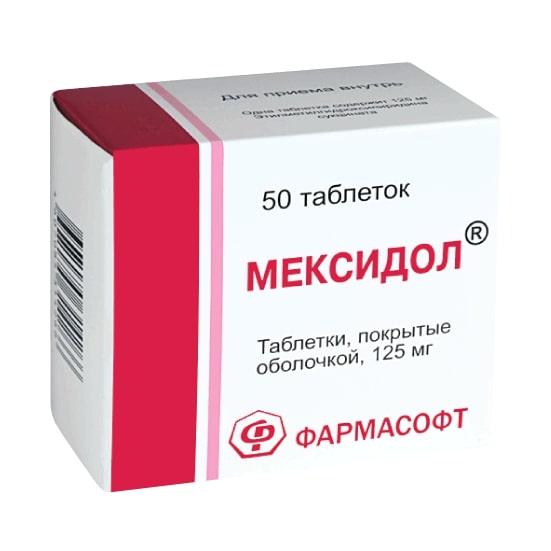 Для приема внутрь
Одна таблетка содержит 125 мг
Этилметилгидроксипиридина
сукцината
50 таблеток
МЕКСИДОЛ®
Таблетки, покрытые
оболочкой, 125 мг
ФАРМАСОФТ